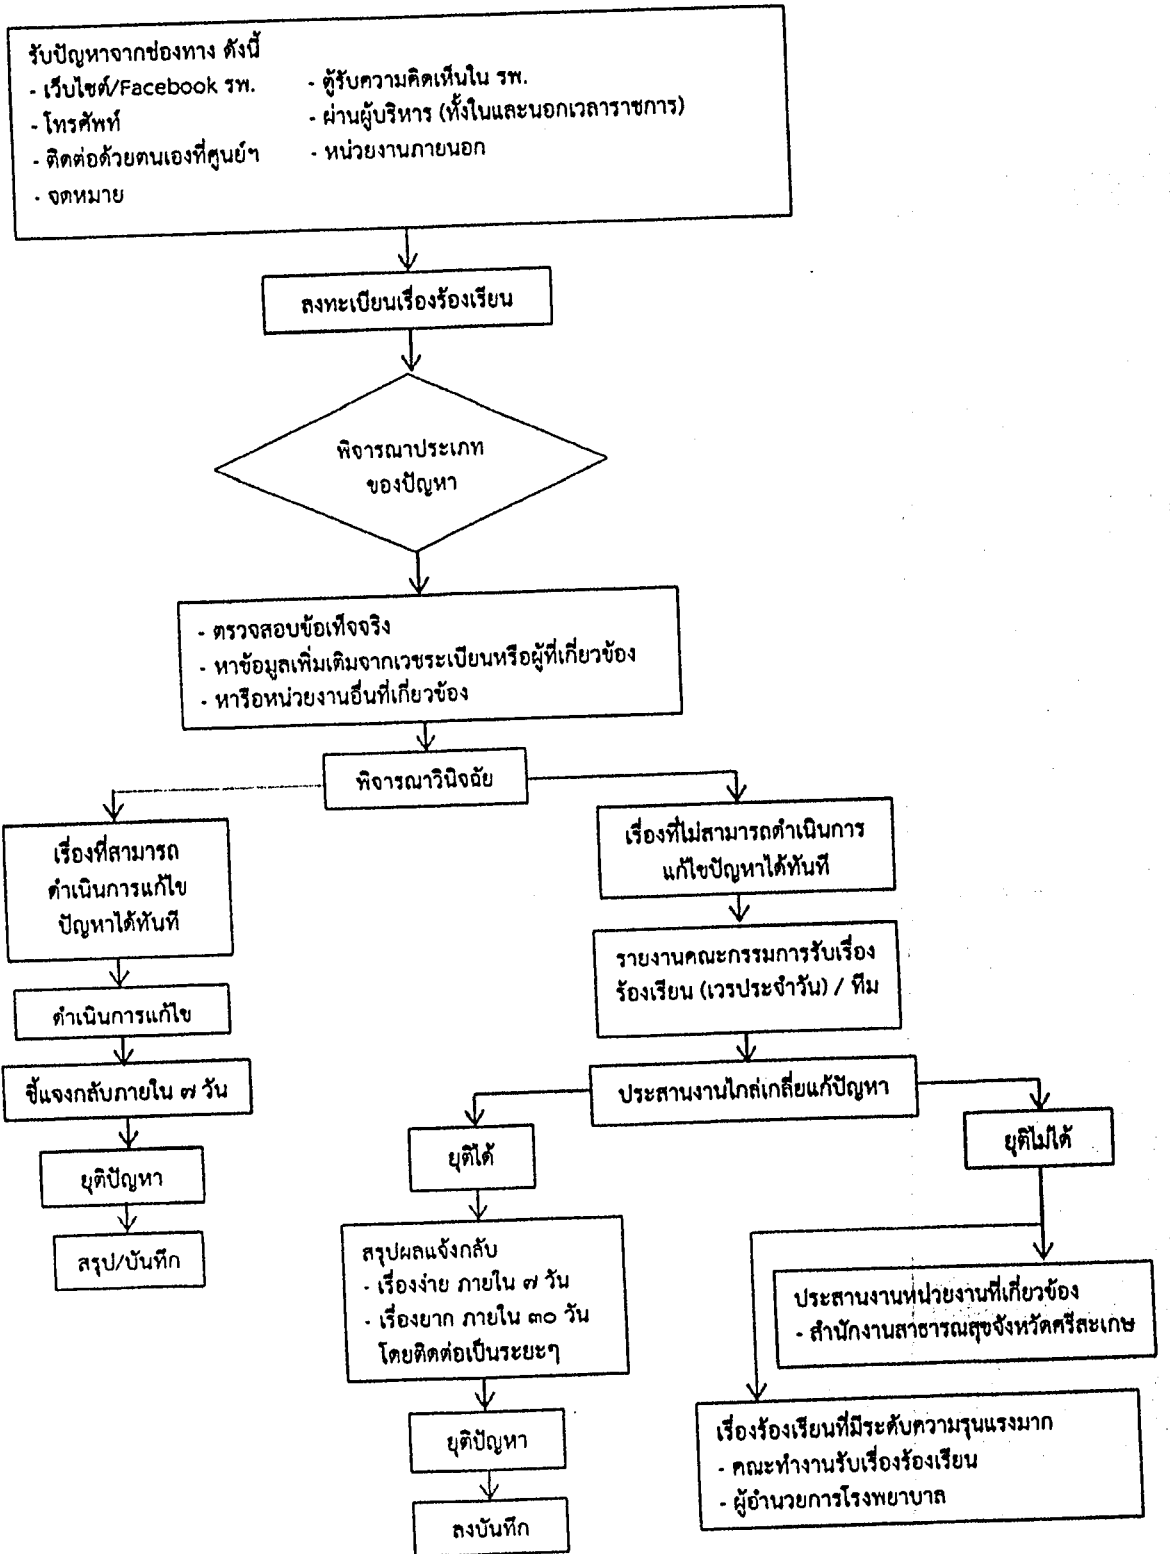 รับปัญหาจากช่องทาง ดังนี้
- เว็บไซต์/Facebook รพ.
- โทรศัพท์
- ติดต่อด้วยตนเองที่ศูนย์ฯ
- จดหมาย
- ตู้รับความคิดเห็นใน รพ.
- ผ่านผู้บริหาร (ทั้งในและนอกเวลาราชการ)
- หน่วยงานภายนอก
ลงทะเบียนเรื่องร้องเรียน
พิจารณาประเภท
ของปัญหา
- ตรวจสอบข้อเท็จจริง
- หาข้อมูลเพิ่มเติมจากเวชระเบียนหรือผู้ที่เกี่ยวข้อง
- หารือหน่วยงานอื่นที่เกี่ยวข้อง
พิจารณาวินิจฉัย
เรื่องที่สามารถ
ดำเนินการแก้ไข
ปัญหาได้ทันที
ดำเนินการแก้ไข
ชี้แจงกลับภายใน ๗ วัน
ยุติปัญหา
สรุป/บันทึก
เรื่องที่ไม่สามารถดำเนินการ
แก้ไขปัญหาได้ทันที
รายงานคณะกรรมการรับเรื่อง
ร้องเรียน (เวรประจำวัน) / ทีม
ประสานงานไกล่เกลี่ยแก้ปัญหา
ยุติได้
สรุปผลแจ้งกลับ
- เรื่องง่าย ภายใน ๗ วัน
- เรื่องยาก ภายใน ๓๐ วัน
โดยติดต่อเป็นระยะๆ
ยุติปัญหา
ลงบันทึก
ยุติไม่ได้
ประสานงานหน่วยงานที่เกี่ยวข้อง
- สำนักงานสาธารณสุขจังหวัดศรีสะเกษ
เรื่องร้องเรียนที่มีระดับความรุนแรงมาก
- คณะทำงานรับเรื่องร้องเรียน
- ผู้อำนวยการโรงพยาบาล